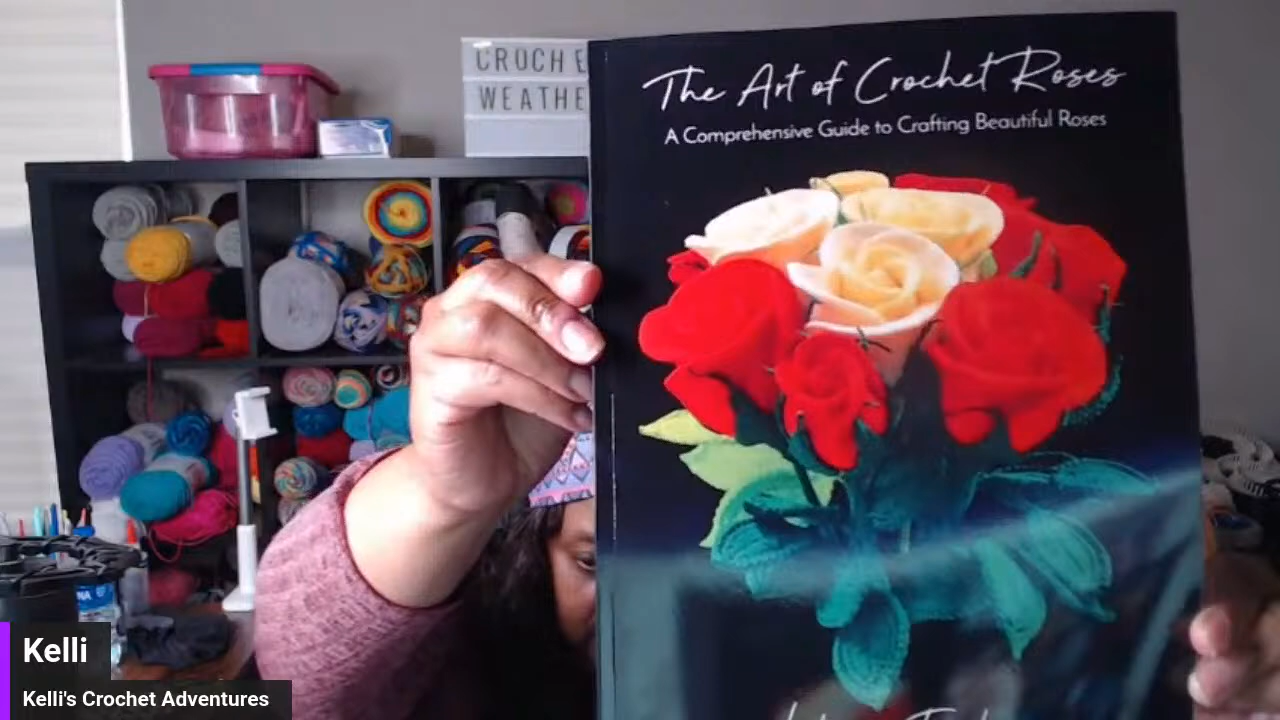 CROCHE
WEATHE
The Art of Crochet Roses
A Comprehensive Guide to Crafting Beautiful Roses
Kelli
Kelli's Crochet Adventures